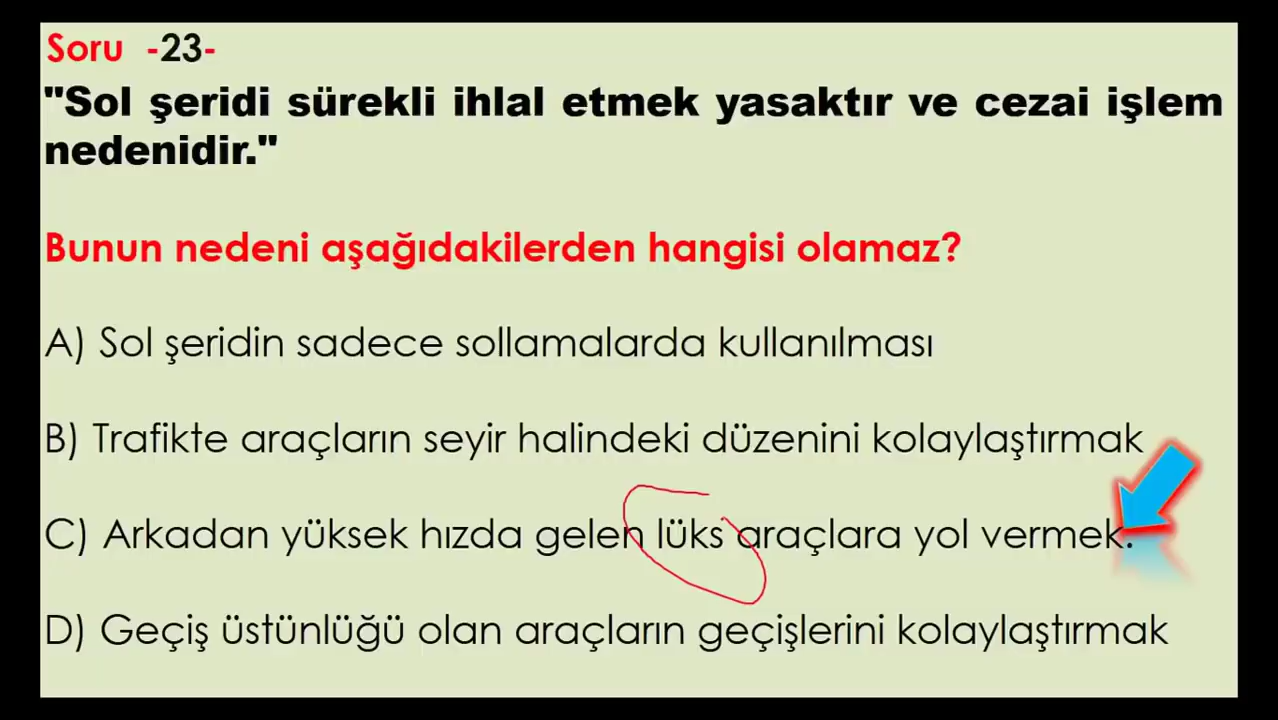 Soru -23-
"Sol şeridi sürekli ihlal etmek yasaktır ve cezai işlem
nedenidir."
Bunun nedeni aşağıdakilerden hangisi olamaz?
A) Sol şeridin sadece sollamalarda kullanılması
B) Trafikte araçların seyir halindeki düzenini kolaylaştırmak
C) Arkadan yüksek hızda gelen lüks araçlara yol vermek.
D) Geçiş üstünlüğü olan araçların geçişlerini kolaylaştırmak